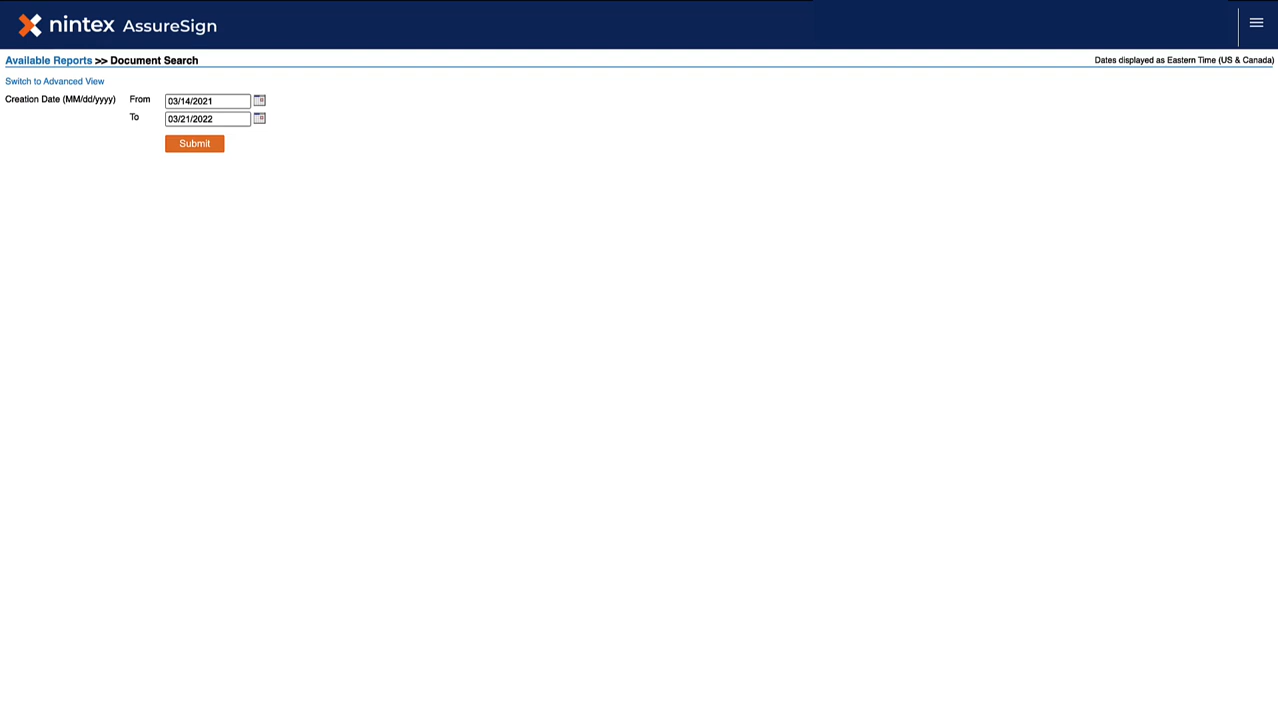 nintex AssureSign
Available Reports >> Document Search
Dates displayed as Eastern Time (US & Canada)
Switch to Advanced View
Creation Date (MM/dd/yyyy) From 03/14/2021
To 03/21/2022
Submit